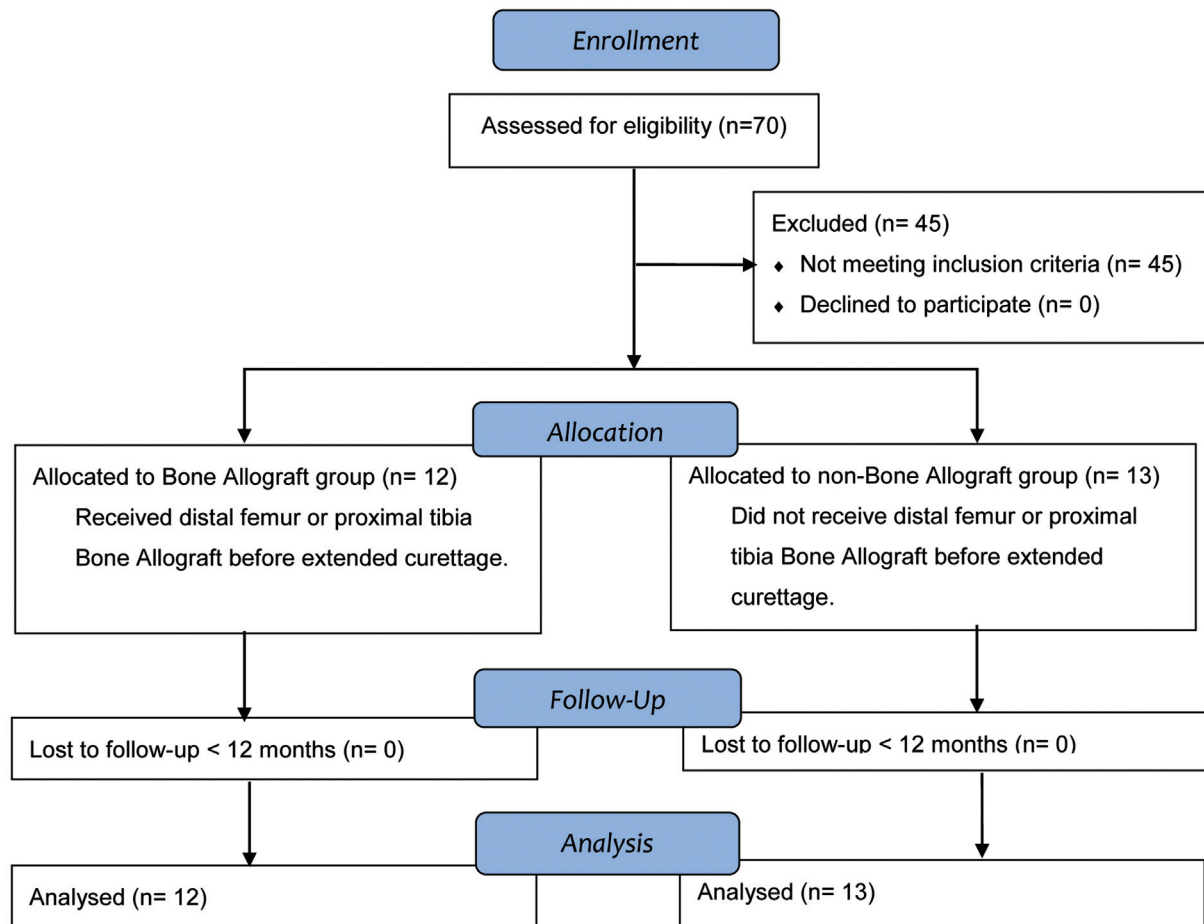 Enrollment
Assessed for eligibility (n=70)
Excluded (n= 45)
♦ Not meeting inclusion criteria (n= 45)
♦ Declined to participate (n= 0)
Allocation
Allocated to Bone Allograft group (n= 12)
Received distal femur or proximal tibia
Bone Allograft before extended curettage.
Allocated to non-Bone Allograft group (n= 13)
Did not receive distal femur or proximal
tibia Bone Allograft before extended
curettage.
Follow-Up
Lost to follow-up < 12 months (n= 0)
Lost to follow-up < 12 months (n= 0)
Analysis
Analysed (n= 12)
Analysed (n= 13)